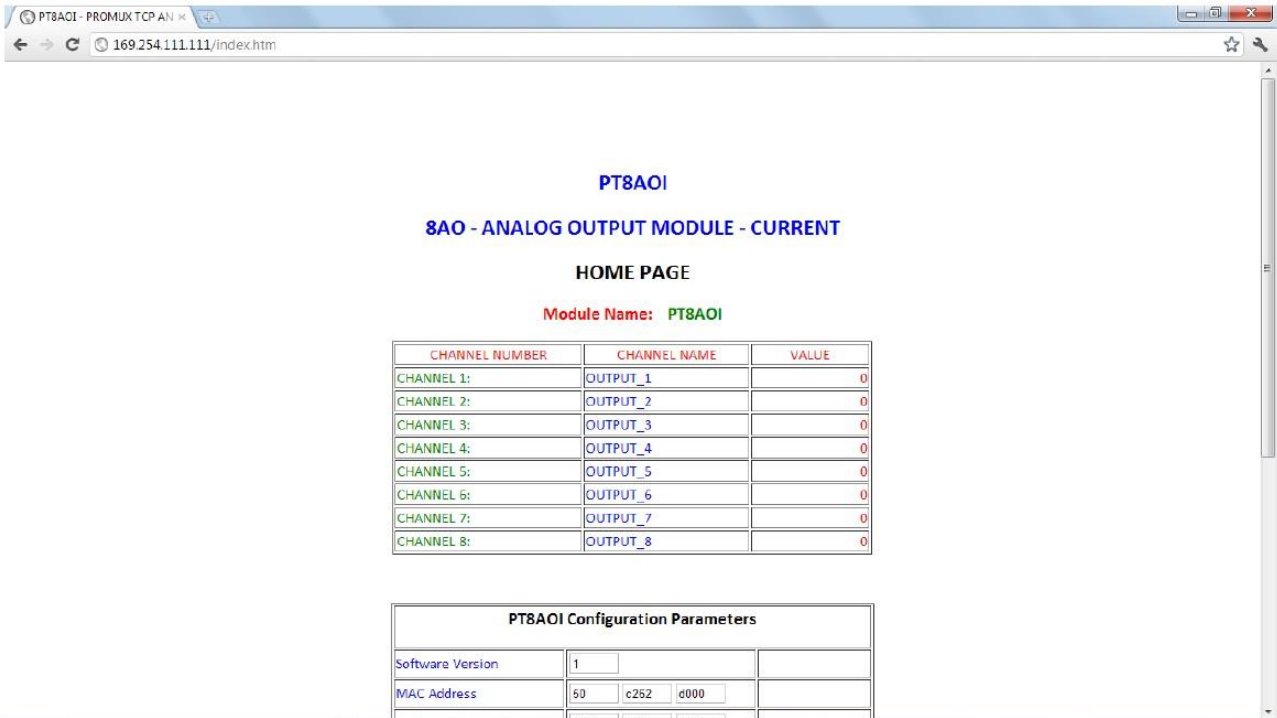 PT8AOI - PROMUX TCP AN
169.254.111.111/index.htm
PT8AOI
8AO - ANALOG OUTPUT MODULE - CURRENT
HOME PAGE
Module Name: PT8AOI
CHANNEL NUMBER CHANNEL NAME VALUE
CHANNEL 1: OUTPUT_1 0
CHANNEL 2: OUTPUT_2 0
CHANNEL 3: OUTPUT_3 0
CHANNEL 4: OUTPUT_4 0
CHANNEL 5: OUTPUT_5 0
CHANNEL 6: OUTPUT_6 0
CHANNEL 7: OUTPUT_7 0
CHANNEL 8: OUTPUT_8 0
PT8AOI Configuration Parameters
Software Version 1
MAC Address 50 c262 d000